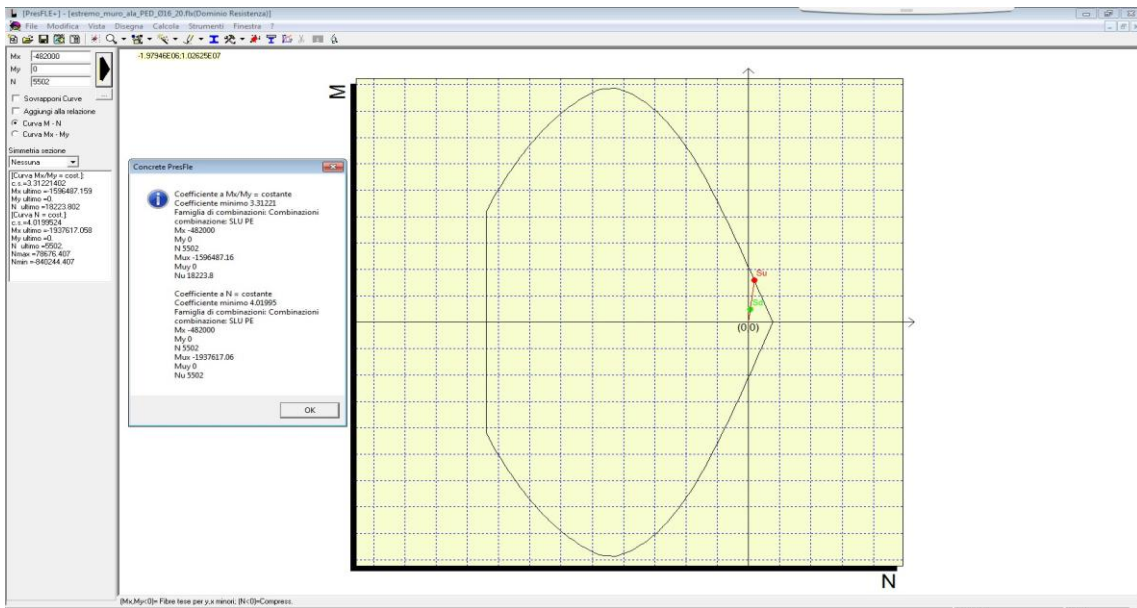 [PresFLE+] - [estremo_muro_ala_PED_Ø16_20.flx(Dominio Resistenza)]
File Modifica Vista Disegna Calcola Strumenti Finestra ?
Mx -482000
My 0
N 5502
Sovrapponi Curve
...
Aggiungi alla relazione
Curva M - N
Curva Mx - My
Simmetria sezione
Nessuna
[Curva Mx/My = cost.]:
c.s.=3.31221402
Mx ultimo =-1596487.159
My ultimo =0.
N ultimo =18223.802
[Curva N = cost.]
c.s.=4.0199524
Mx ultimo =-1937617.058
My ultimo =0.
N ultimo =5502.
Nmax =78676.407
Nmin =-840244.407
-1.97946E06;1.02625E07
M
Concrete PresFle
Coefficiente a Mx/My = costante
Coefficiente minimo 3.31221
Famiglia di combinazioni: Combinazioni
combinazione: SLU PE
Mx -482000
My 0
N 5502
Mux -1596487.16
Muy 0
Nu 18223.8
Coefficiente a N = costante
Coefficiente minimo 4.01995
Famiglia di combinazioni: Combinazioni
combinazione: SLU PE
Mx -482000
My 0
N 5502
Mux -1937617.06
Muy 0
Nu 5502
OK
Su
Sd
(0;0)
N
(Mx,My<0)= Fibre tese per y,x minori; (N<0)=Compress.